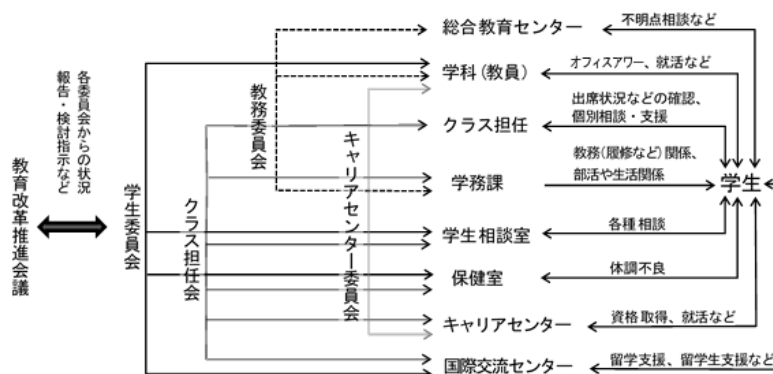 教育改革推進会議
各委員会からの状況
報告・検討指示など
学生委員会
クラス担任会
教務委員会
キャリアセンター委員会
総合教育センター
不明点相談など
学科(教員)
オフィスアワー、就活など
クラス担任
出席状況などの確認、
個別相談・支援
学務課
教務(履修など)関係、
部活や生活関係
学生
学生相談室
各種相談
保健室
体調不良
キャリアセンター
資格取得、就活など
国際交流センター
留学支援、留学生支援など